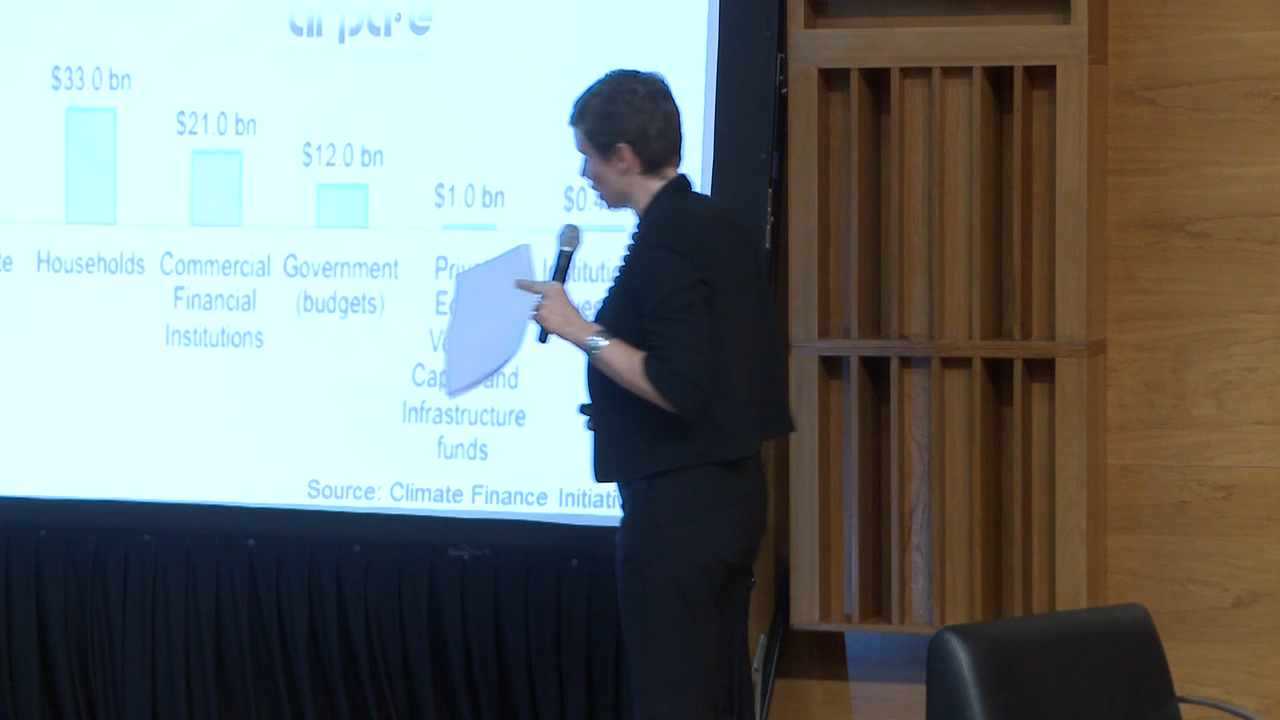 $33.0 bn
$21.0 bn
$12.0 bn
$1.0 bn
Households
Commercial
Financial
Institutions
Government
(budgets)
and
Infrastructure
funds
Source: Climate Finance